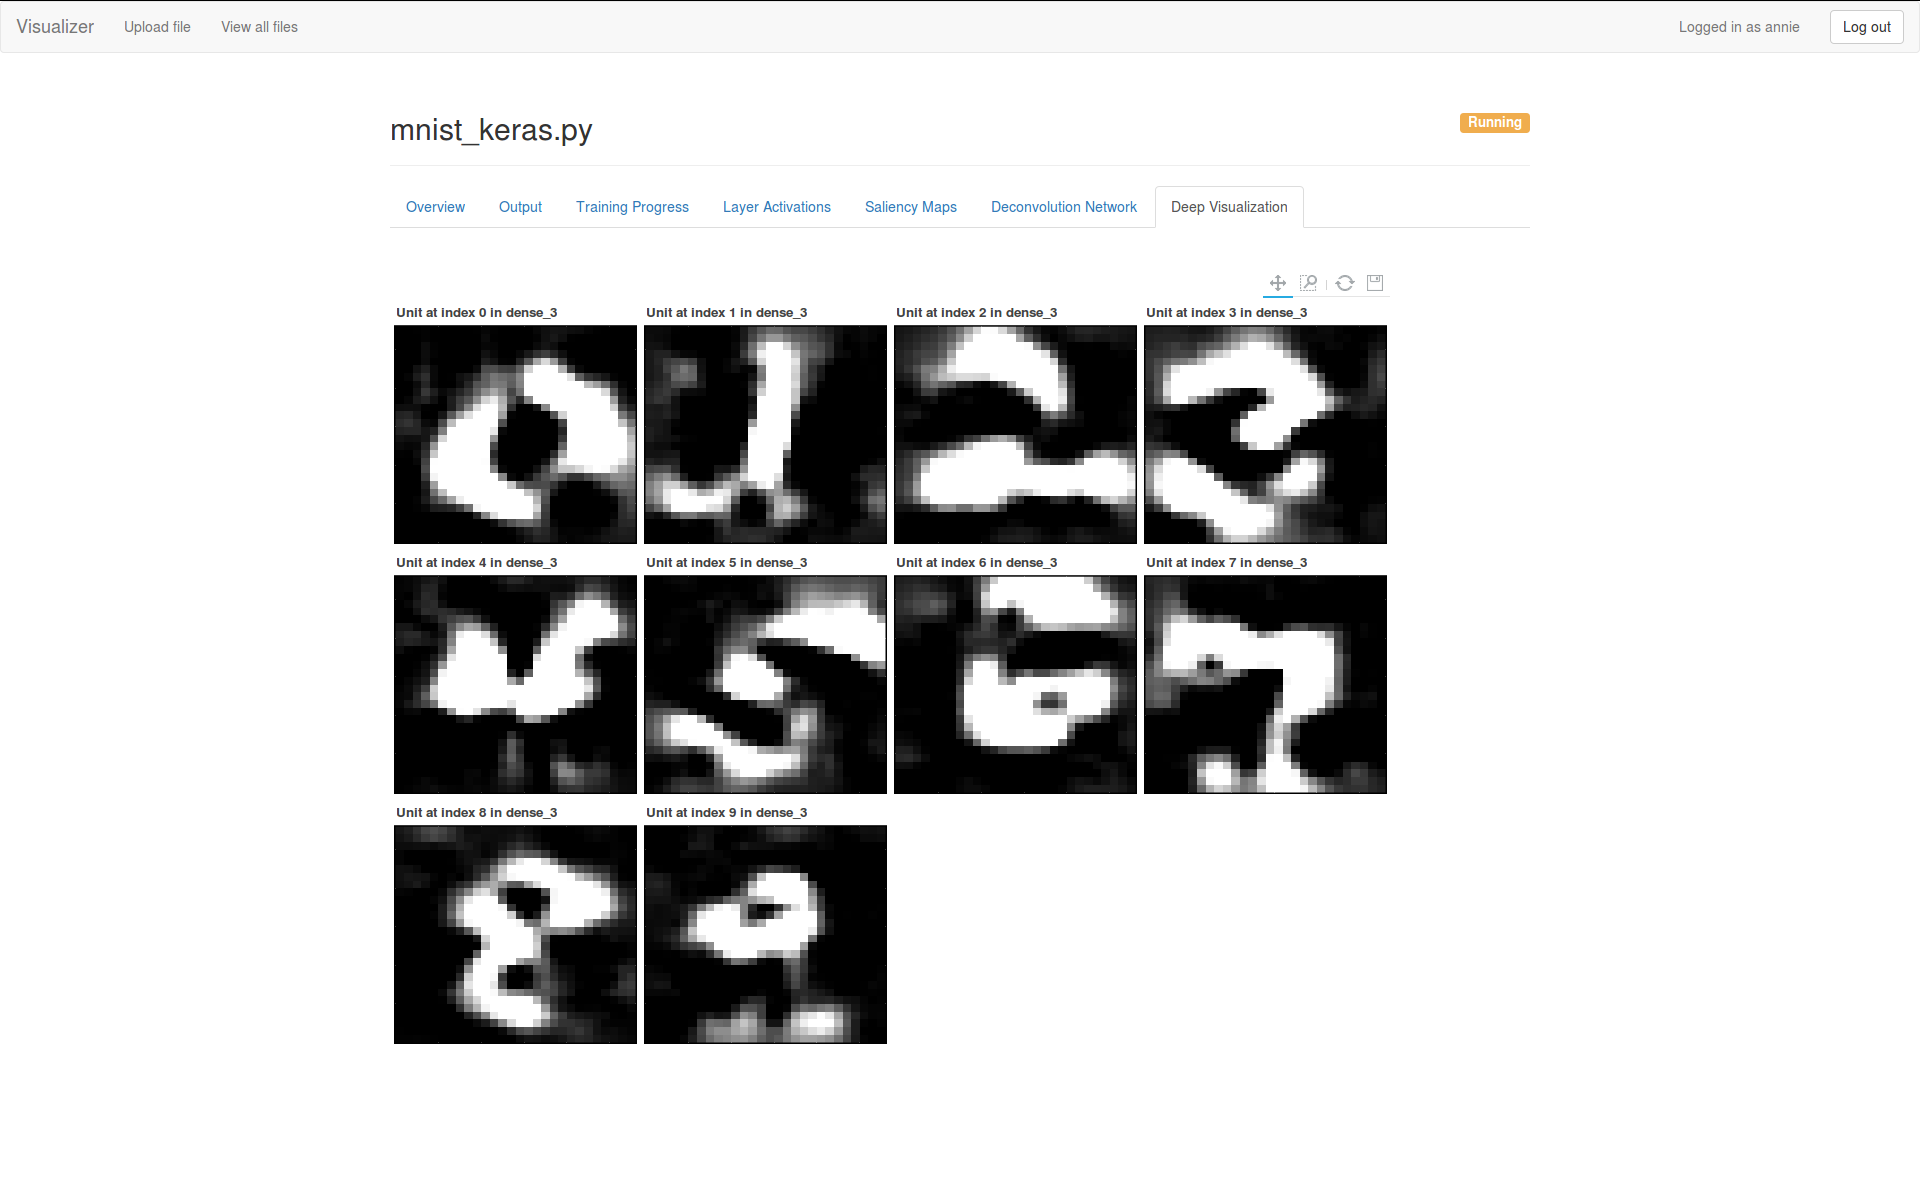 Visualizer Upload file View all files Logged in as annie Log out
mnist_keras.py Running
Overview Output Training Progress Layer Activations Saliency Maps Deconvolution Network Deep Visualization
Unit at index 0 in dense_3 Unit at index 1 in dense_3 Unit at index 2 in dense_3 Unit at index 3 in dense_3
Unit at index 4 in dense_3 Unit at index 5 in dense_3 Unit at index 6 in dense_3 Unit at index 7 in dense_3
Unit at index 8 in dense_3 Unit at index 9 in dense_3